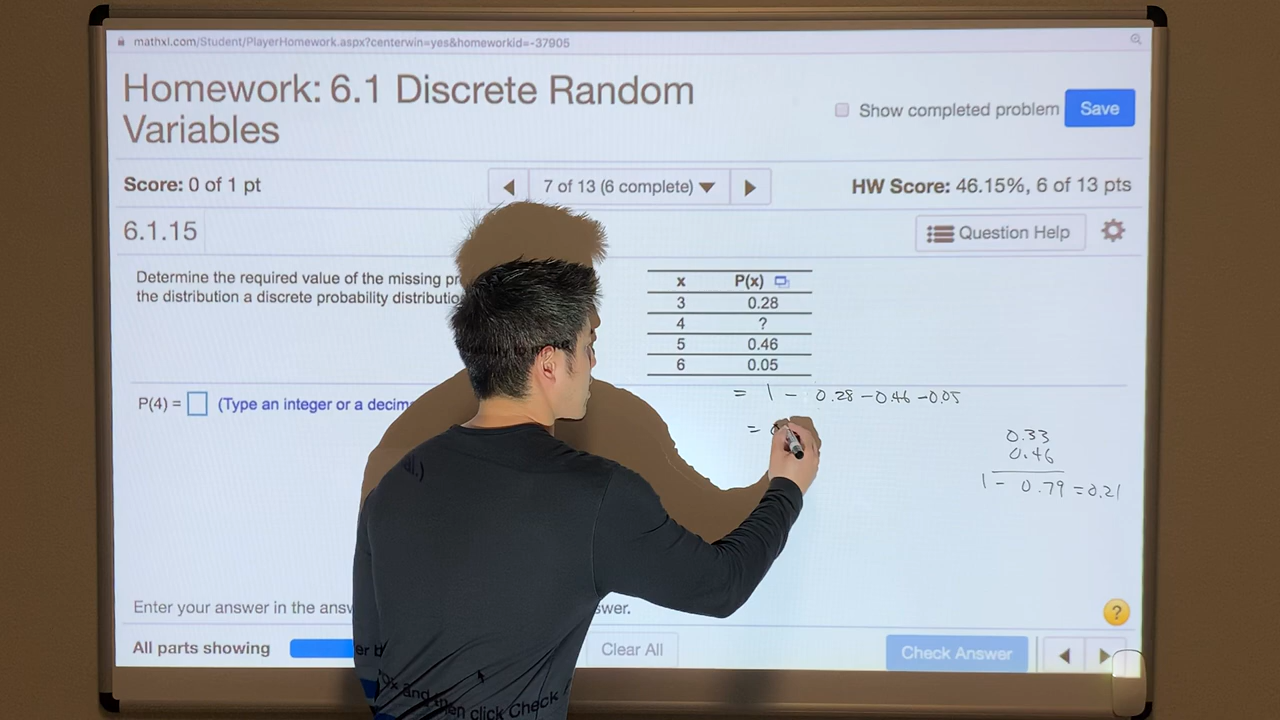 mathxl.com/Student/PlayerHomework.aspx?centerwin=yes&homeworkid=-37905
Homework: 6.1 Discrete Random
Variables
Show completed problem
Save
Score: 0 of 1 pt
7 of 13 (6 complete)
HW Score: 46.15%, 6 of 13 pts
6.1.15
Question Help
Determine the required value of the missing
the distribution a discrete probability
x P(x)
3 0.28
4 ?
5 0.46
6 0.05
P(4) = (Type an integer or a
= 1 - 0.28 - 0.46 - 0.05
=
0.33
0.46
1 - 0.79 = 0.21
Enter your answer in the
?
All parts showing
Clear All
Check Answer
and then click Check